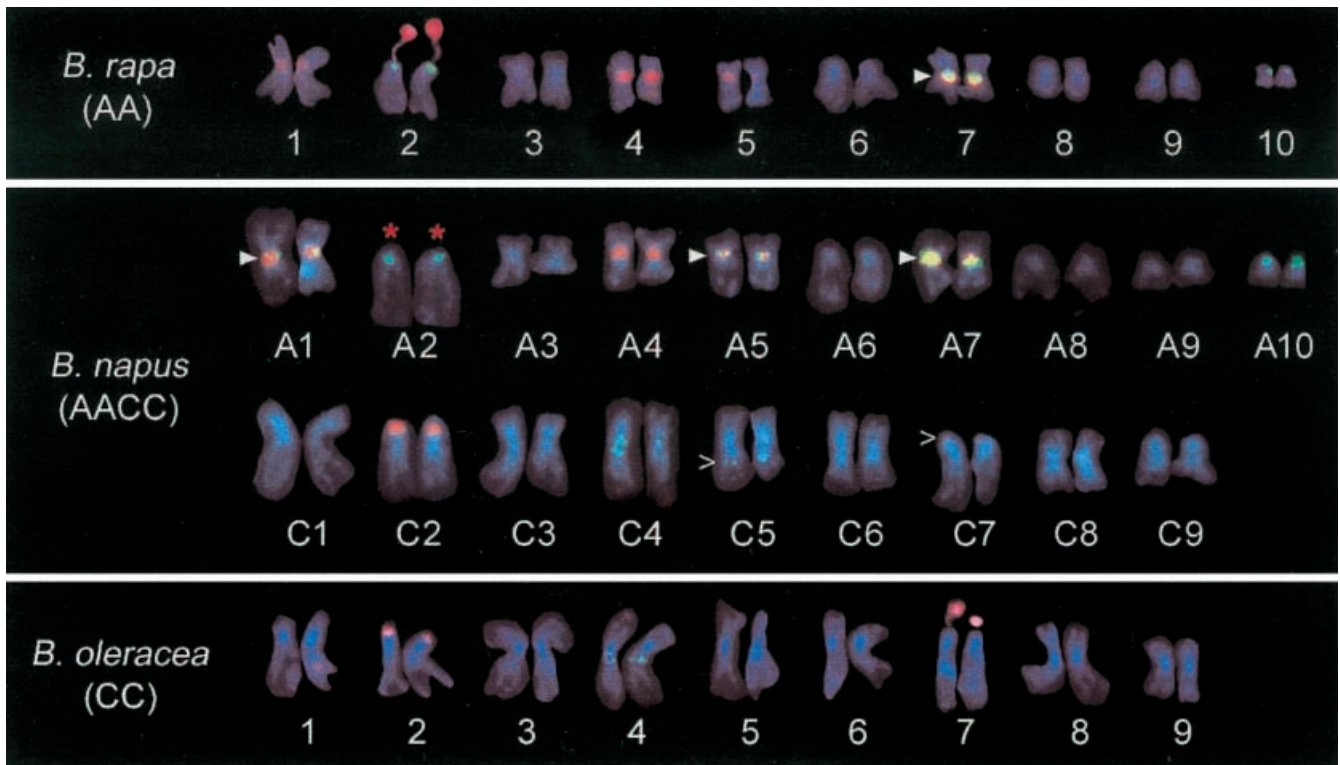 B. rapa
(AA)
1 2 3 4 5 6 7 8 9 10
B. napus
(AACC)
* *
A1 A2 A3 A4 A5 A6 A7 A8 A9 A10
> >
C1 C2 C3 C4 C5 C6 C7 C8 C9
B. oleracea
(CC)
1 2 3 4 5 6 7 8 9